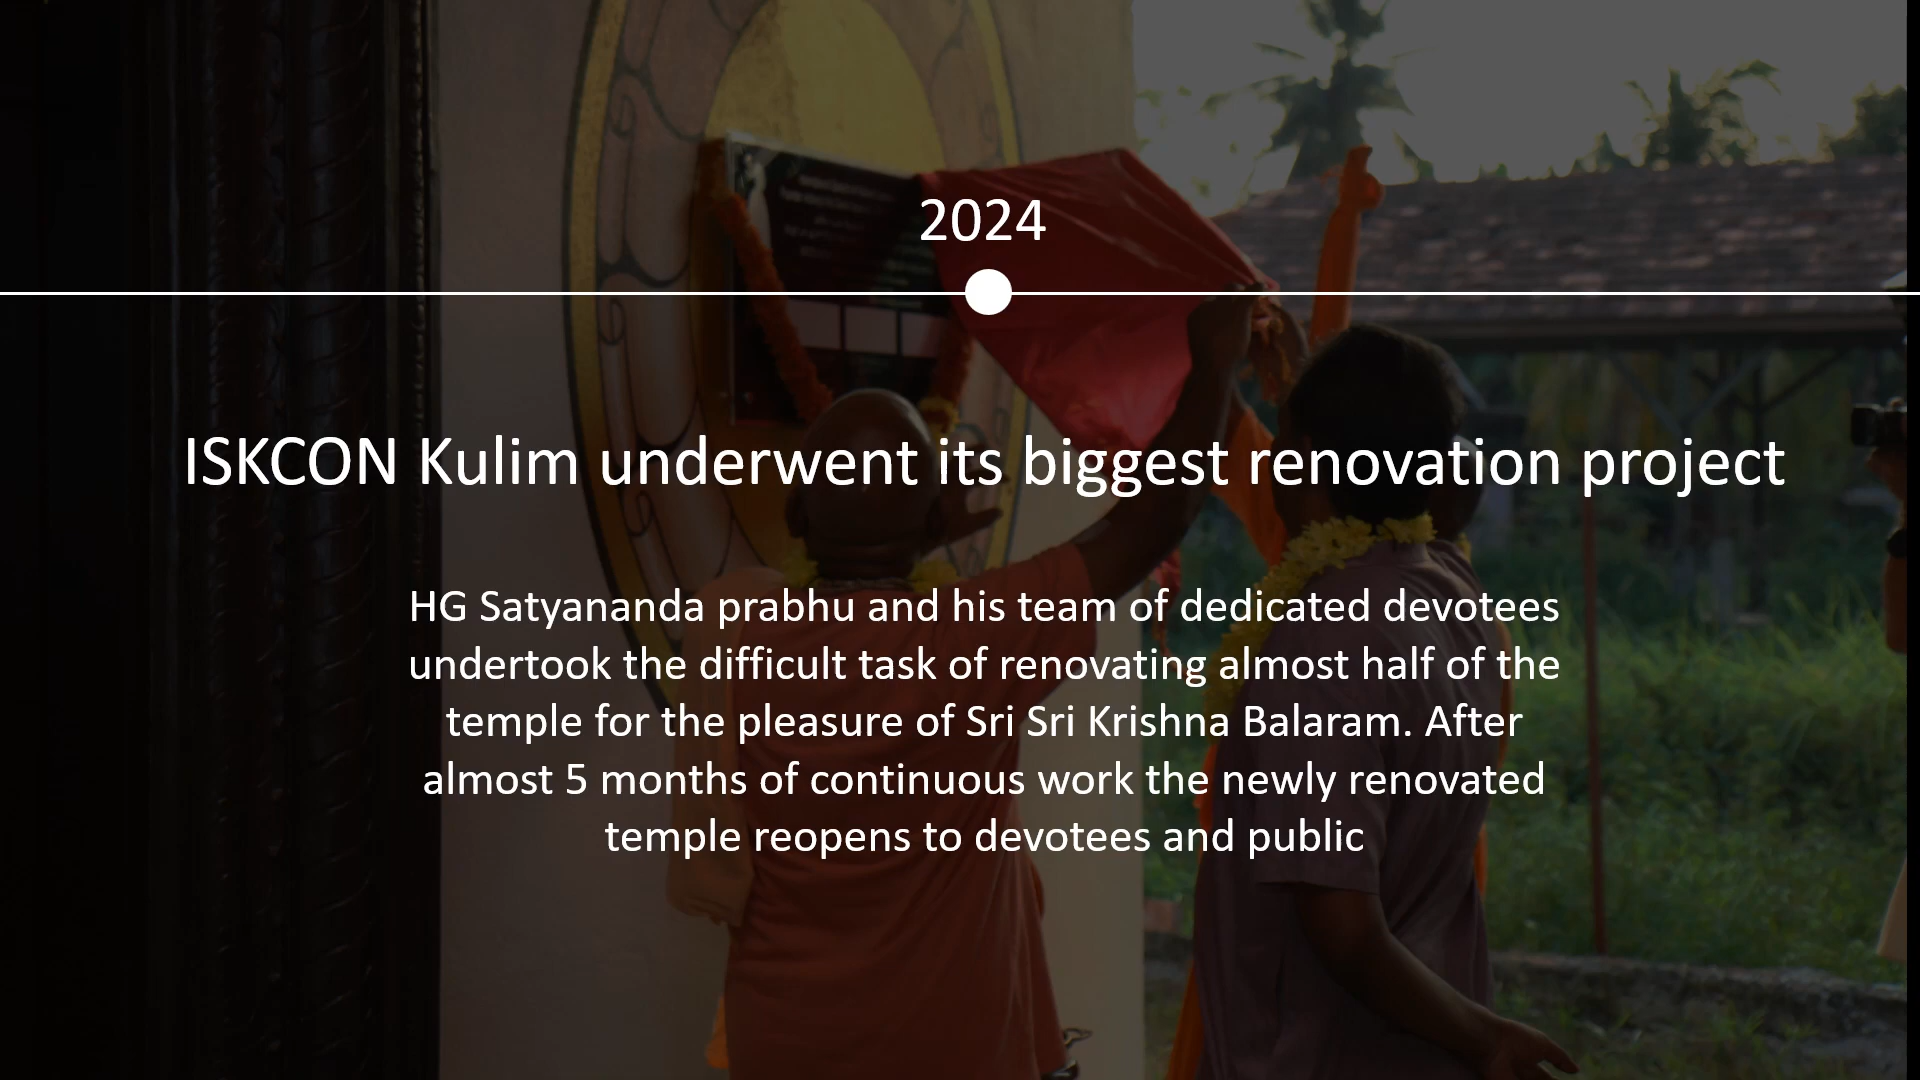 2024
ISKCON Kulim underwent its biggest renovation project
HG Satyananda prabhu and his team of dedicated devotees
undertook the difficult task of renovating almost half of the
temple for the pleasure of Sri Sri Krishna Balaram. After
almost 5 months of continuous work the newly renovated
temple reopens to devotees and public